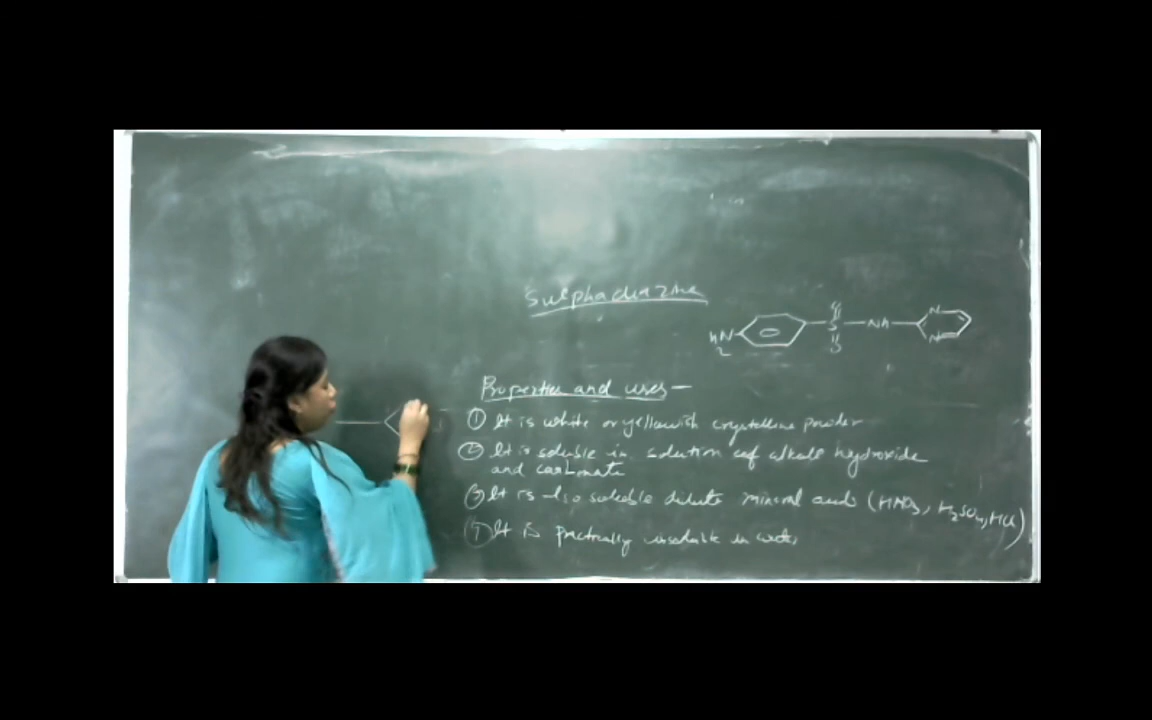 Sulphadiazine
H2N S O O NH N N
Properties and uses —
① It is white or yellowish crystalline powder
② It is soluble in solution of alkali hydroxide
and carbonate
③ It is also soluble dilute mineral acids (HNO3, H2SO4, HCl)
④ It is practically insoluble in water